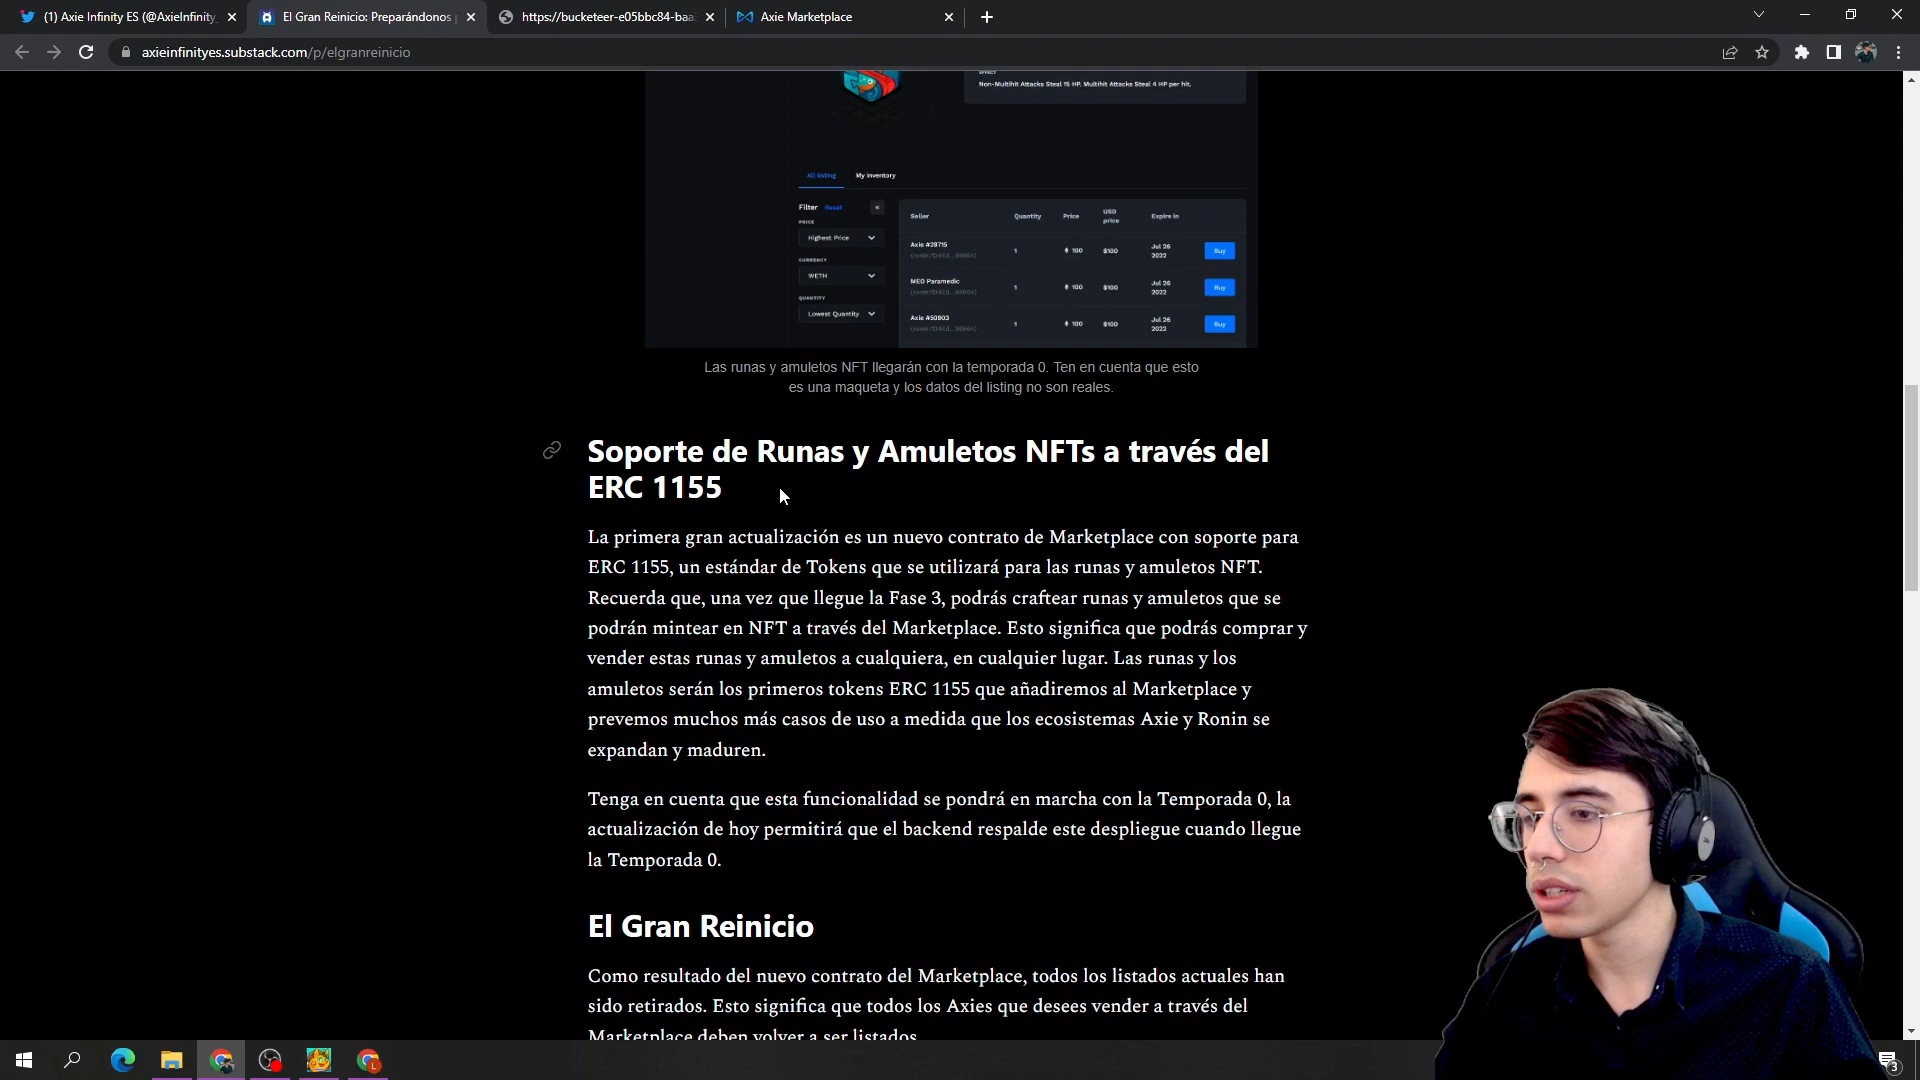 (1) Axie Infinity ES (@AxieInfinity_
El Gran Reinicio: Preparándonos
https://bucketeer-e05bbc84-baa
Axie Marketplace
axieinfinityes.substack.com/p/elgranreinicio
Non-Multihit Attacks Steal 15 HP. Multihit Attacks Steal 4 HP per hit.
All listing
My inventory
Filter
Reset
«
PRICE
Highest Price
CURRENCY
WETH
QUANTITY
Lowest Quantity
Seller
Quantity
Price
USD price
Expire in
Axie #29715
1
100
$100
Jul 26 2022
Buy
MED Paramedic
1
100
$100
Jul 26 2022
Buy
Axie #50903
1
100
$100
Jul 26 2022
Buy
Las runas y amuletos NFT llegarán con la temporada 0. Ten en cuenta que esto
es una maqueta y los datos del listing no son reales.
Soporte de Runas y Amuletos NFTs a través del
ERC 1155
La primera gran actualización es un nuevo contrato de Marketplace con soporte para
ERC 1155, un estándar de Tokens que se utilizará para las runas y amuletos NFT.
Recuerda que, una vez que llegue la Fase 3, podrás craftear runas y amuletos que se
podrán mintear en NFT a través del Marketplace. Esto significa que podrás comprar y
vender estas runas y amuletos a cualquiera, en cualquier lugar. Las runas y los
amuletos serán los primeros tokens ERC 1155 que añadiremos al Marketplace y
prevemos muchos más casos de uso a medida que los ecosistemas Axie y Ronin se
expandan y maduren.
Tenga en cuenta que esta funcionalidad se pondrá en marcha con la Temporada 0, la
actualización de hoy permitirá que el backend respalde este despliegue cuando llegue
la Temporada 0.
El Gran Reinicio
Como resultado del nuevo contrato del Marketplace, todos los listados actuales han
sido retirados. Esto significa que todos los Axies que desees vender a través del
Marketplace deben volver a ser listados.
L
3